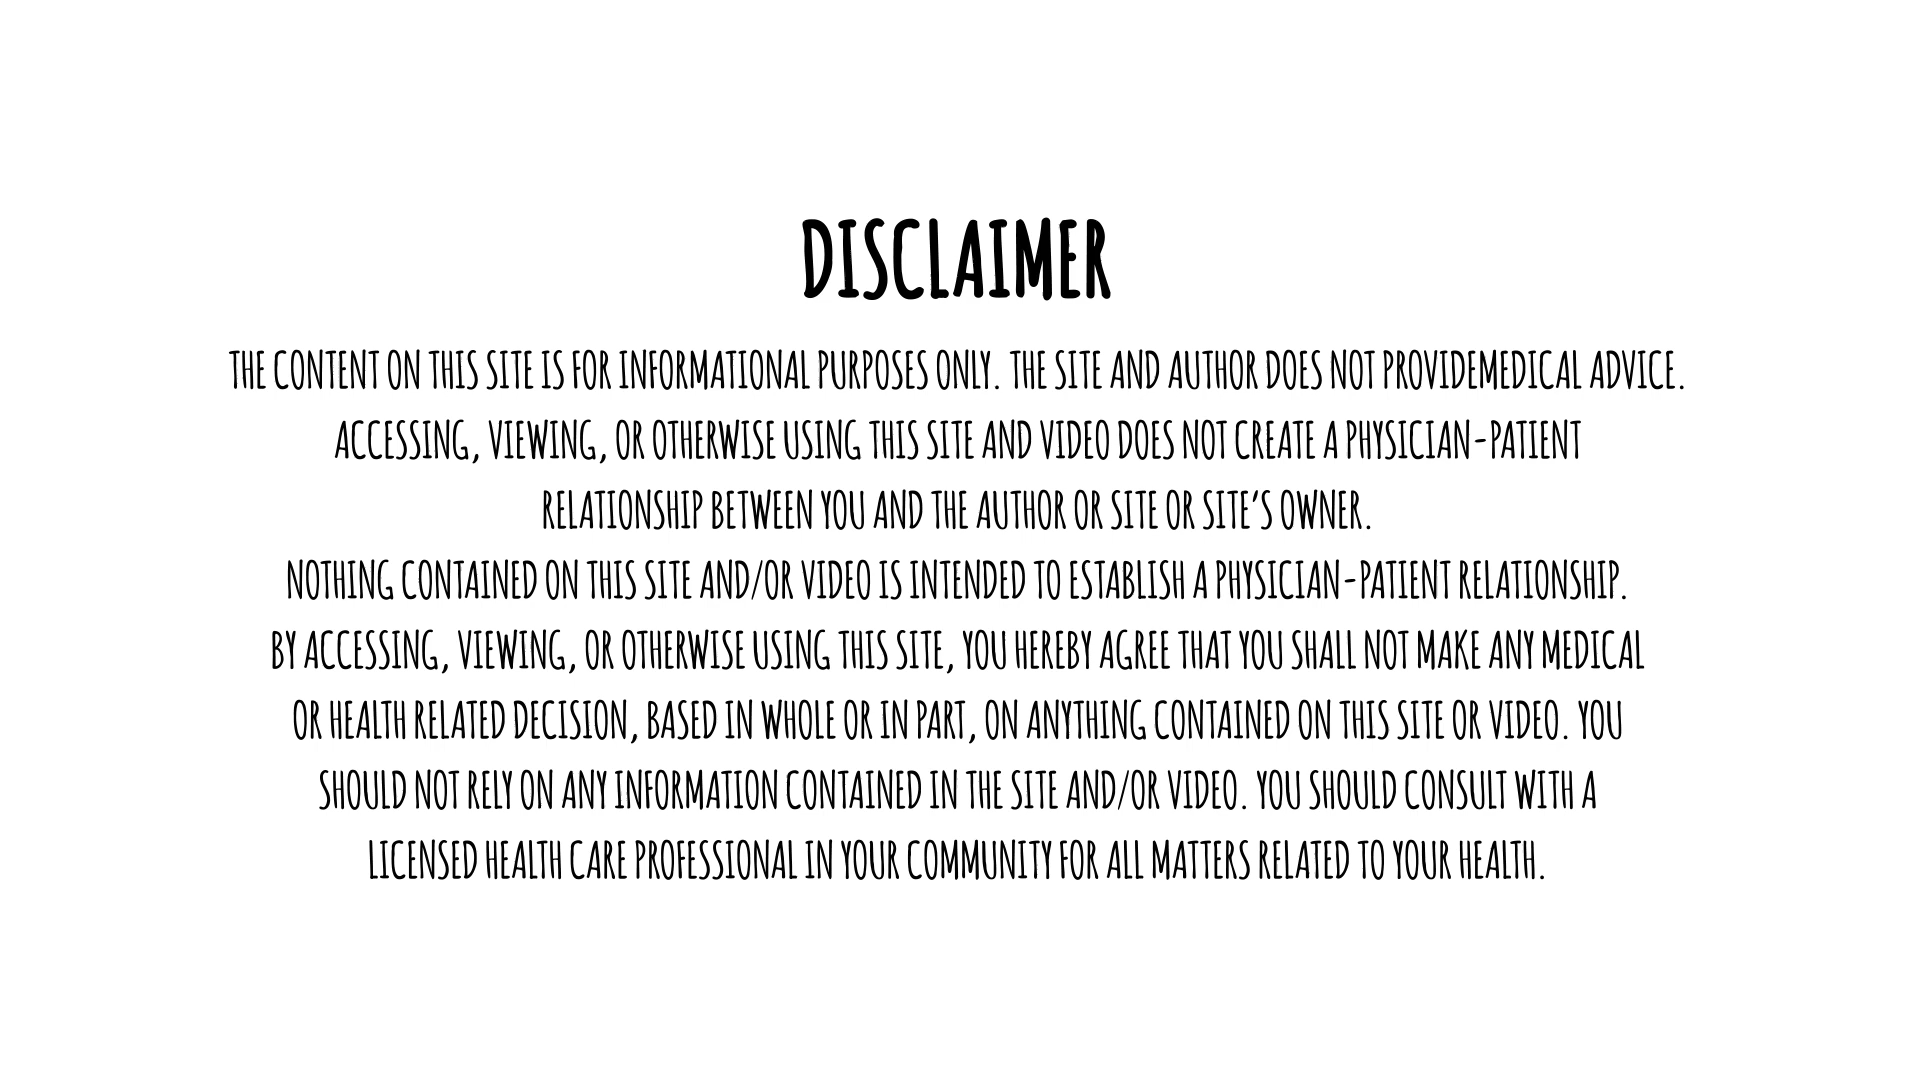 DISCLAIMER
THE CONTENT ON THIS SITE IS FOR INFORMATIONAL PURPOSES ONLY. THE SITE AND AUTHOR DOES NOT PROVIDEMEDICAL ADVICE.
ACCESSING, VIEWING, OR OTHERWISE USING THIS SITE AND VIDEO DOES NOT CREATE A PHYSICIAN-PATIENT
RELATIONSHIP BETWEEN YOU AND THE AUTHOR OR SITE OR SITE'S OWNER.
NOTHING CONTAINED ON THIS SITE AND/OR VIDEO IS INTENDED TO ESTABLISH A PHYSICIAN-PATIENT RELATIONSHIP.
BY ACCESSING, VIEWING, OR OTHERWISE USING THIS SITE, YOU HEREBY AGREE THAT YOU SHALL NOT MAKE ANY MEDICAL
OR HEALTH RELATED DECISION, BASED IN WHOLE OR IN PART, ON ANYTHING CONTAINED ON THIS SITE OR VIDEO. YOU
SHOULD NOT RELY ON ANY INFORMATION CONTAINED IN THE SITE AND/OR VIDEO. YOU SHOULD CONSULT WITH A
LICENSED HEALTH CARE PROFESSIONAL IN YOUR COMMUNITY FOR ALL MATTERS RELATED TO YOUR HEALTH.